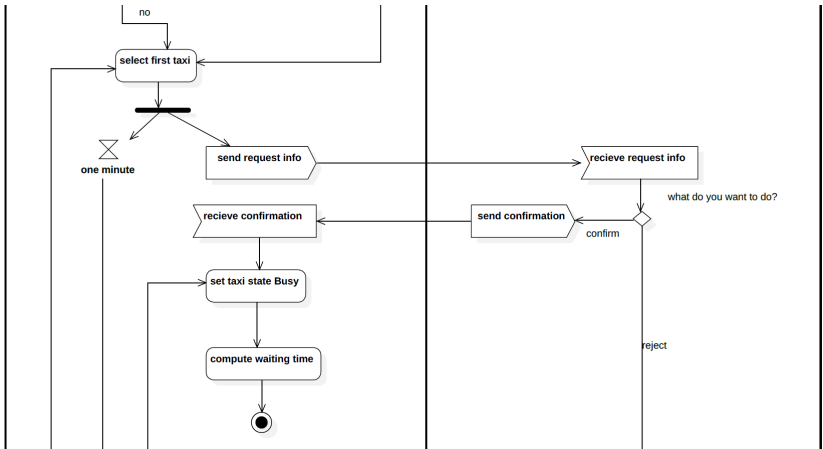 no
select first taxi
one minute
send request info
recieve request info
what do you want to do?
recieve confirmation
send confirmation
confirm
set taxi state Busy
reject
compute waiting time